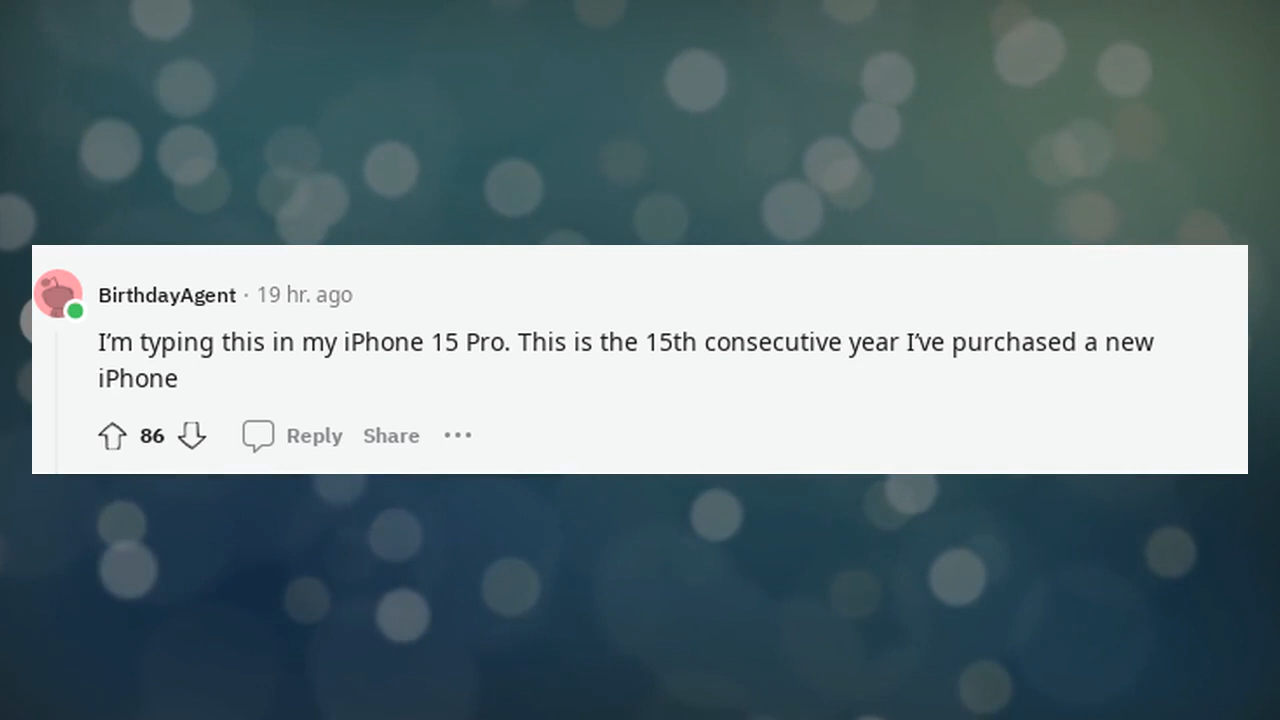 BirthdayAgent · 19 hr. ago
I’m typing this in my iPhone 15 Pro. This is the 15th consecutive year I’ve purchased a new
iPhone
86 Reply Share ···